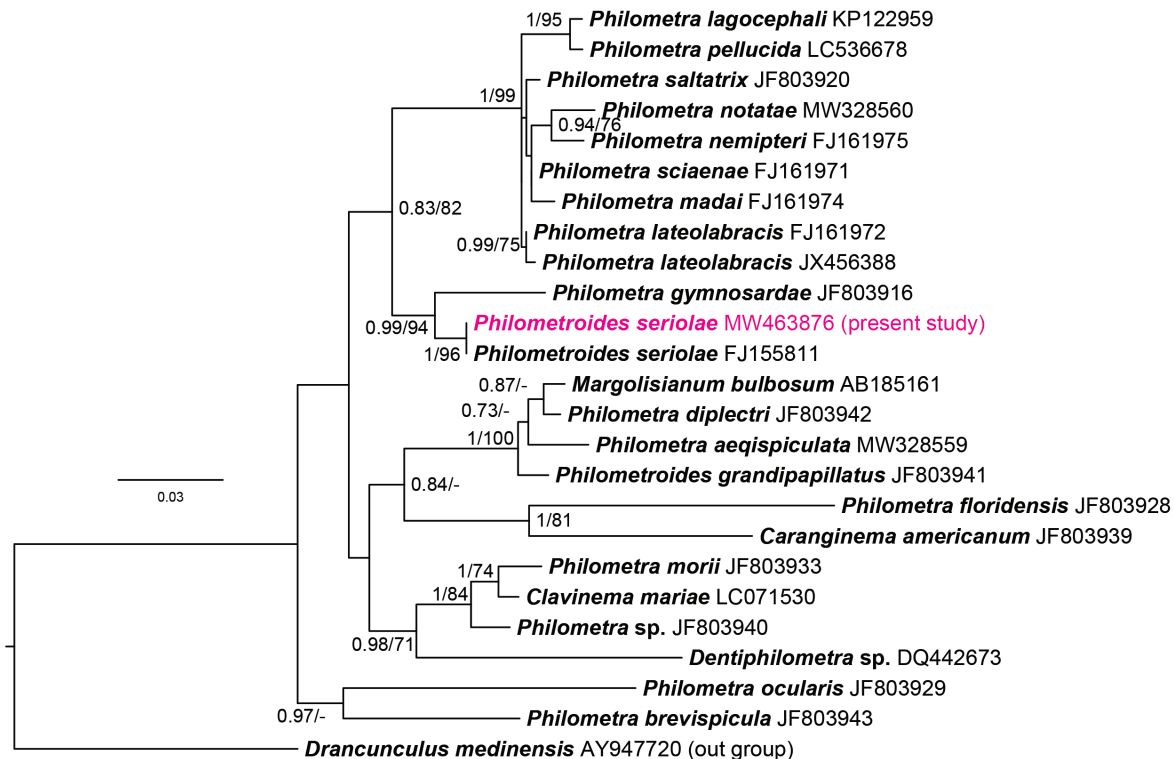 1/95
Philometra lagocephali KP122959
Philometra pellucida LC536678
Philometra saltatrix JF803920
1/99
Philometra notatae MW328560
0.94/76
Philometra nemipteri FJ161975
Philometra sciaenae FJ161971
Philometra madai FJ161974
0.83/82
Philometra lateolabracis FJ161972
0.99/75
Philometra lateolabracis JX456388
Philometra gymnosardae JF803916
0.99/94
Philometroides seriolae MW463876 (present study)
1/96
Philometroides seriolae FJ155811
0.87/-
Margolisianum bulbosum AB185161
0.73/-
Philometra diplectri JF803942
1/100
Philometra aeqispiculata MW328559
Philometroides grandipapillatus JF803941
0.84/-
0.03
Philometra floridensis JF803928
1/81
Caranginema americanum JF803939
1/74
Philometra morii JF803933
1/84
Clavinema mariae LC071530
Philometra sp. JF803940
0.98/71
Dentiphilometra sp. DQ442673
Philometra ocularis JF803929
0.97/-
Philometra brevispicula JF803943
Drancunculus medinensis AY947720 (out group)